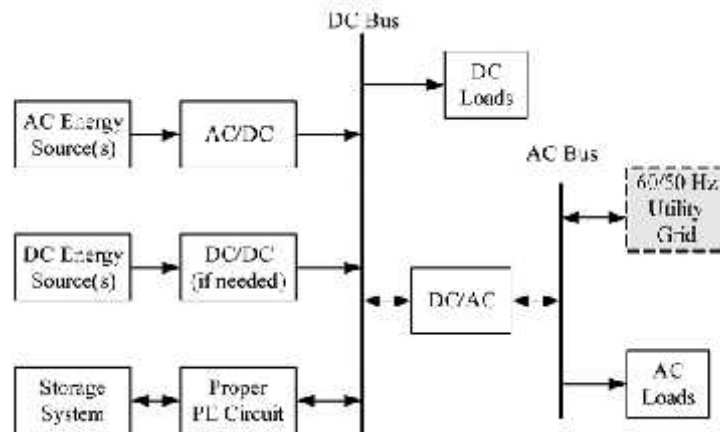 DC Bus
DC
Loads
AC Energy
Source(s)
AC/DC
AC Bus
60/50 Hz
Utility
Grid
DC Energy
Source(s)
DC/DC
(if needed)
DC/AC
Storage
System
Proper
PE Circuit
AC
Loads